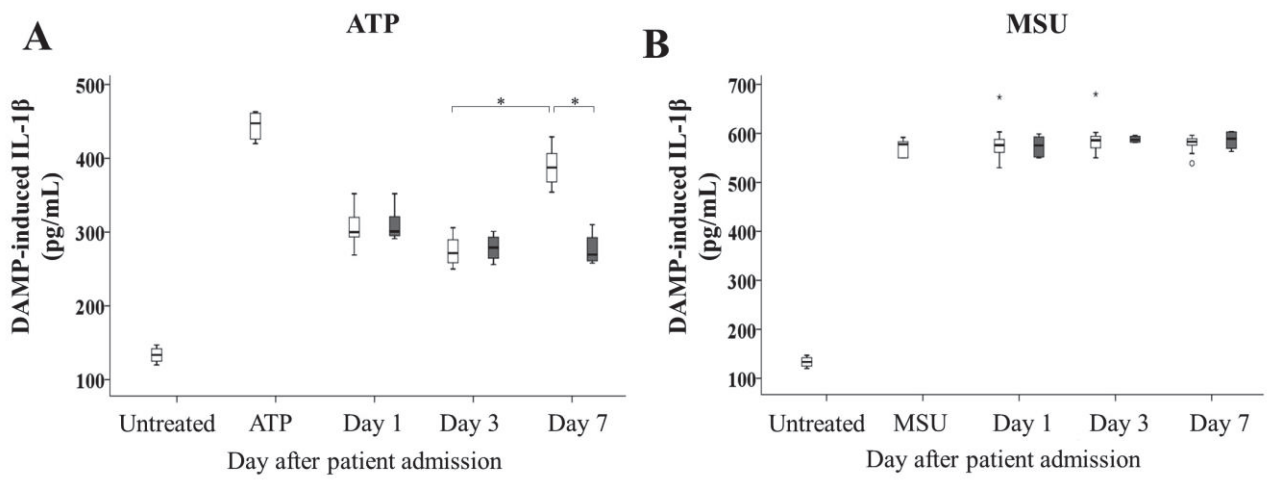 A
ATP
DAMP-induced IL-1β
(pg/mL)
500
400
300
200
100
*
*
Untreated ATP Day 1 Day 3 Day 7
Day after patient admission
B
MSU
DAMP-induced IL-1β
(pg/mL)
700
600
500
400
300
200
100
*
*
Untreated MSU Day 1 Day 3 Day 7
Day after patient admission